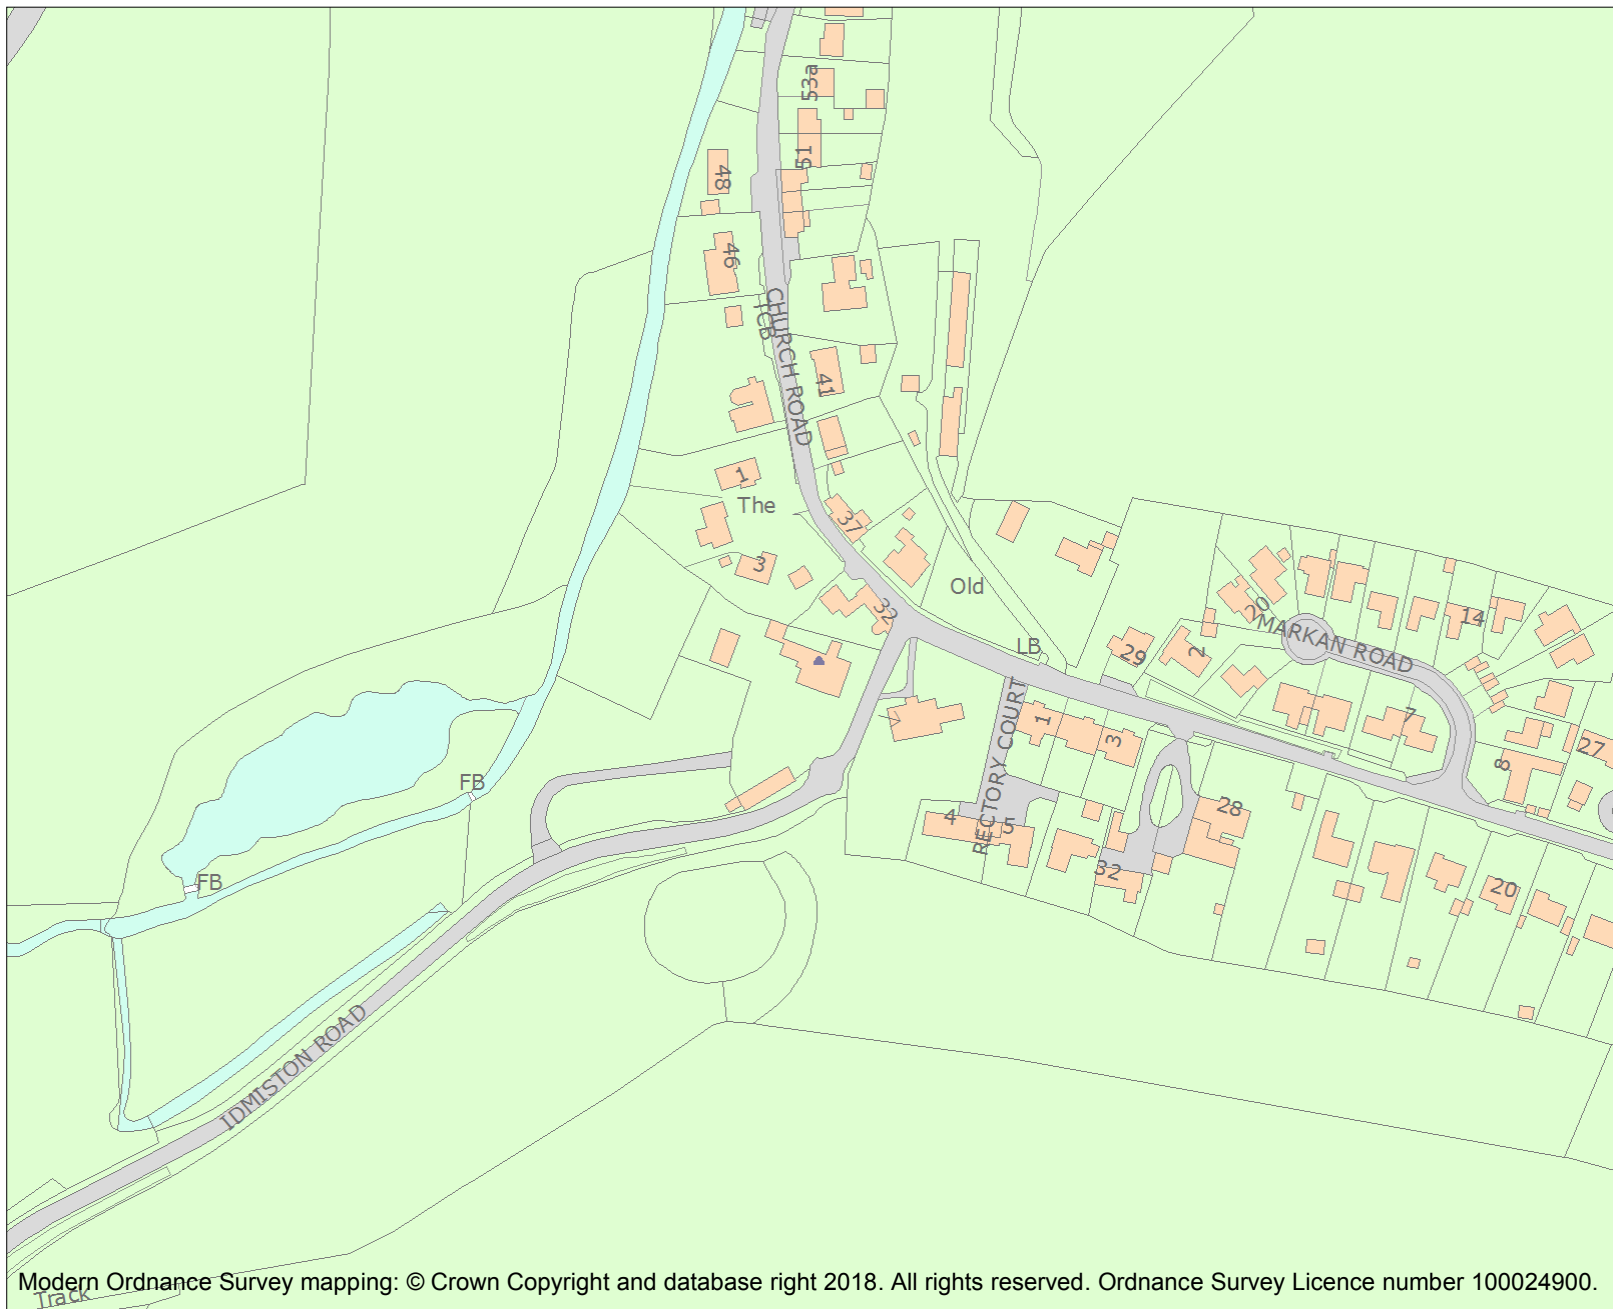 53a
51
48
46
CHURCH ROAD
TCB
41
1
The
37
3
Old
32
LB
29
2
20
MARKAN ROAD
14
7
27
8
RECTORY COURT
1
3
28
4
5
32
20
FB
FB
IDMISTON ROAD
Track
Modern Ordnance Survey mapping: © Crown Copyright and database right 2018. All rights reserved. Ordnance Survey Licence number 100024900.